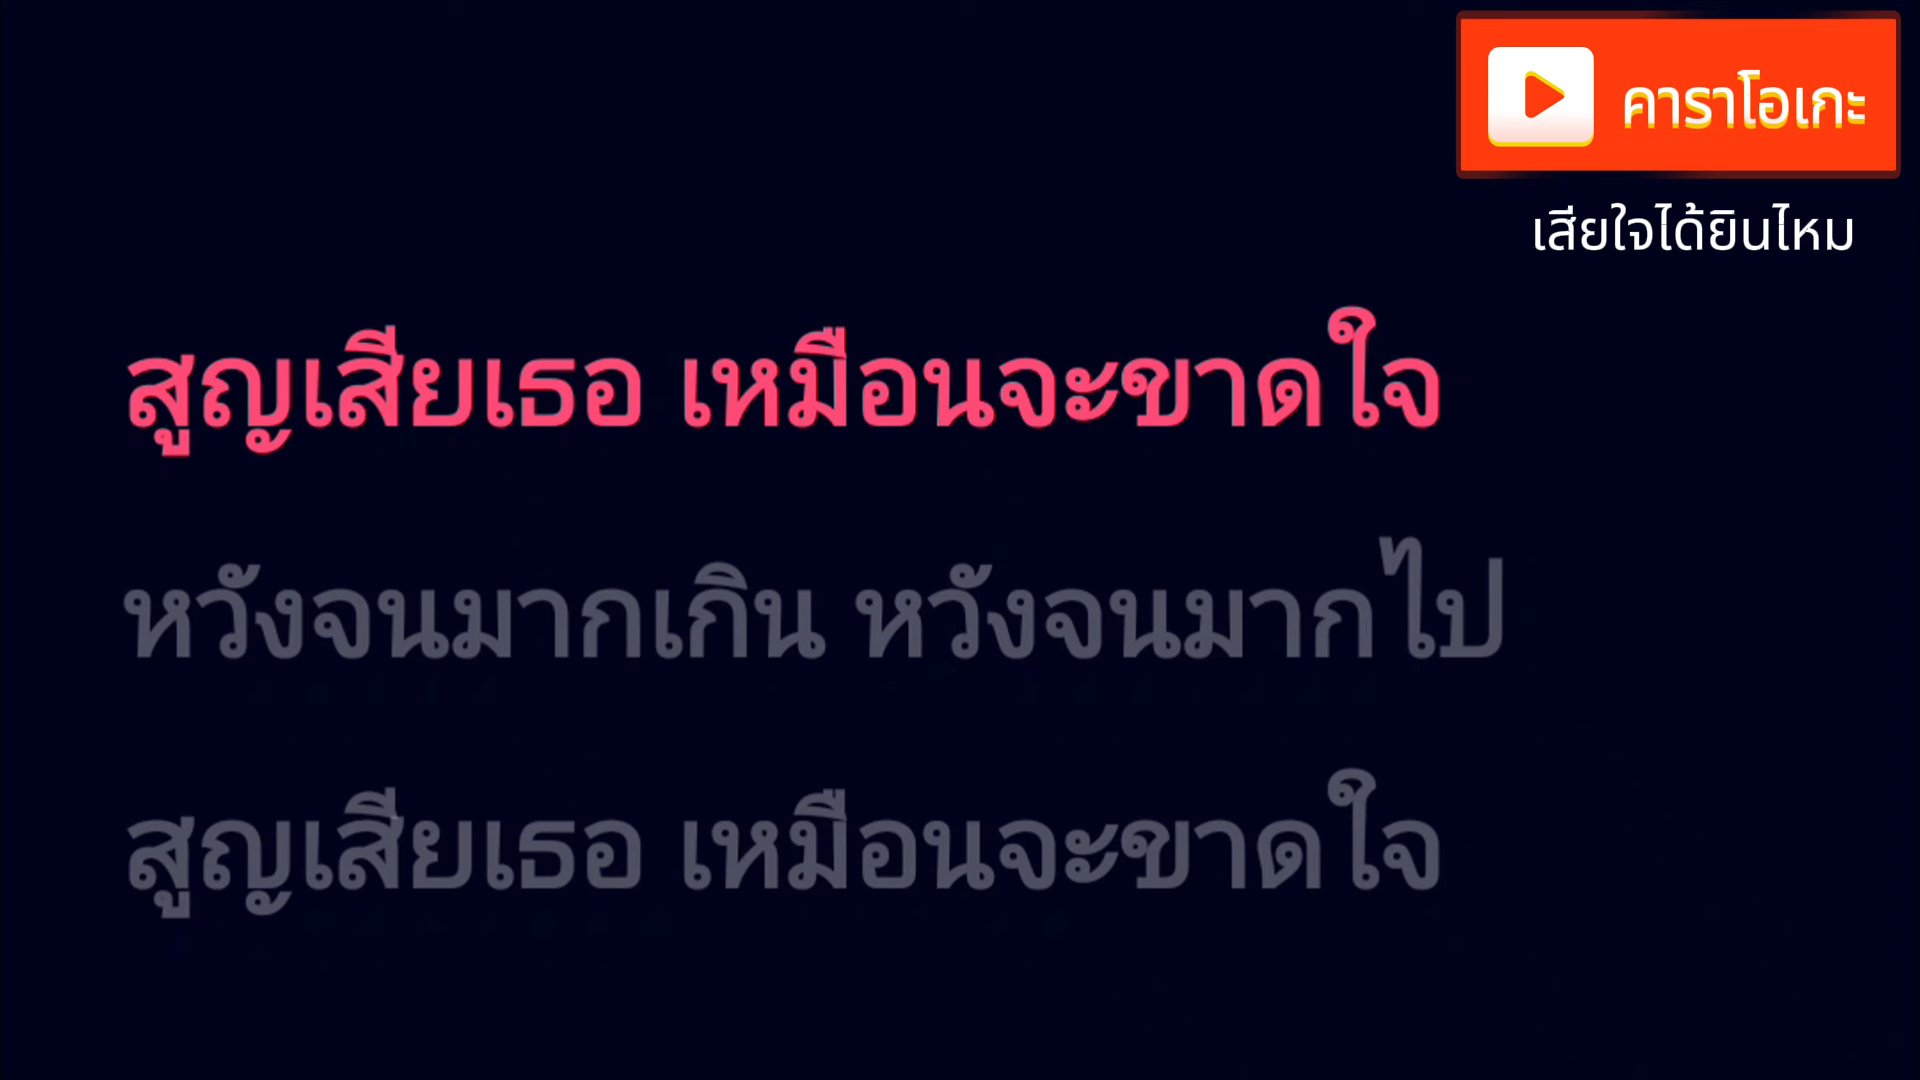 คาราโอเกะ
เสียใจได้ยินไหม
สูญเสียเธอ เหมือนจะขาดใจ
หวังจนมากเกิน หวังจนมากไป
สูญเสียเธอ เหมือนจะขาดใจ